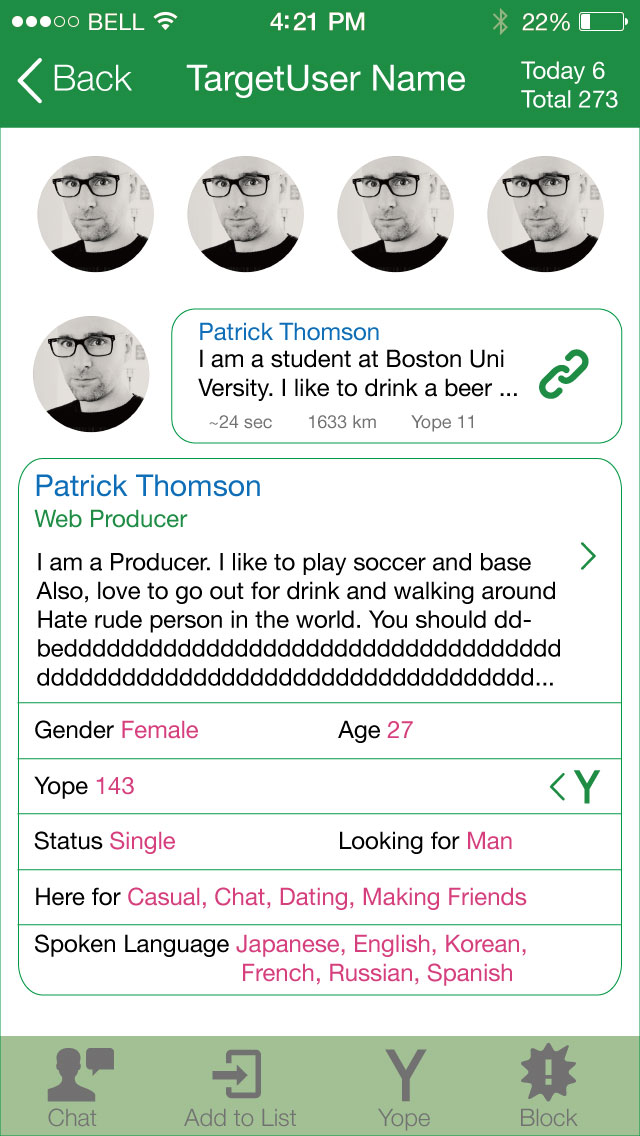 BELL 4:21 PM 22%
Back TargetUser Name Today 6
Total 273
Patrick Thomson
I am a student at Boston Uni
Versity. I like to drink a beer ...
~24 sec 1633 km Yope 11
Patrick Thomson
Web Producer
I am a Producer. I like to play soccer and base
Also, love to go out for drink and walking around
Hate rude person in the world. You should dd-
beddddddddddddddddddddddddddddddddddd
ddddddddddddddddddddddddddddddddddd...
Gender Female Age 27
Yope 143 < Y
Status Single Looking for Man
Here for Casual, Chat, Dating, Making Friends
Spoken Language Japanese, English, Korean,
French, Russian, Spanish
Chat Add to List Yope Block